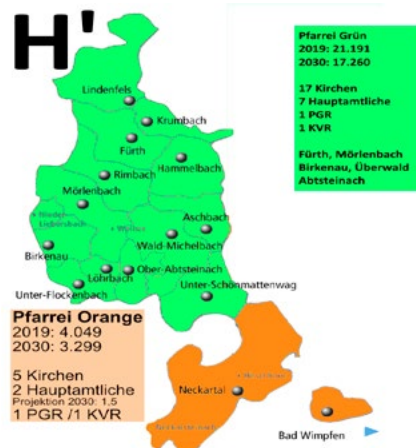 H'
Pfarrei Grün
2019: 21.191
2030: 17.260
17 Kirchen
7 Hauptamtliche
1 PGR
1 KVR
Fürth, Mörlenbach
Birkenau, Überwald
Abtsteinach
Lindenfels
Krumbach
Fürth
Hammelbach
Rimbach
Mörlenbach
Nieder-
Liebersbach
Aschbach
Wald-Michelbach
Birkenau
Löhrbach
Ober-Abtsteinach
Unter-Flockenbach
Unter-Schönmattenwag
Pfarrei Orange
2019: 4.049
2030: 3.299
5 Kirchen
2 Hauptamtliche
Projektion 2030: 1,5
1 PGR /1 KVR
Neckartal
Bad Wimpfen